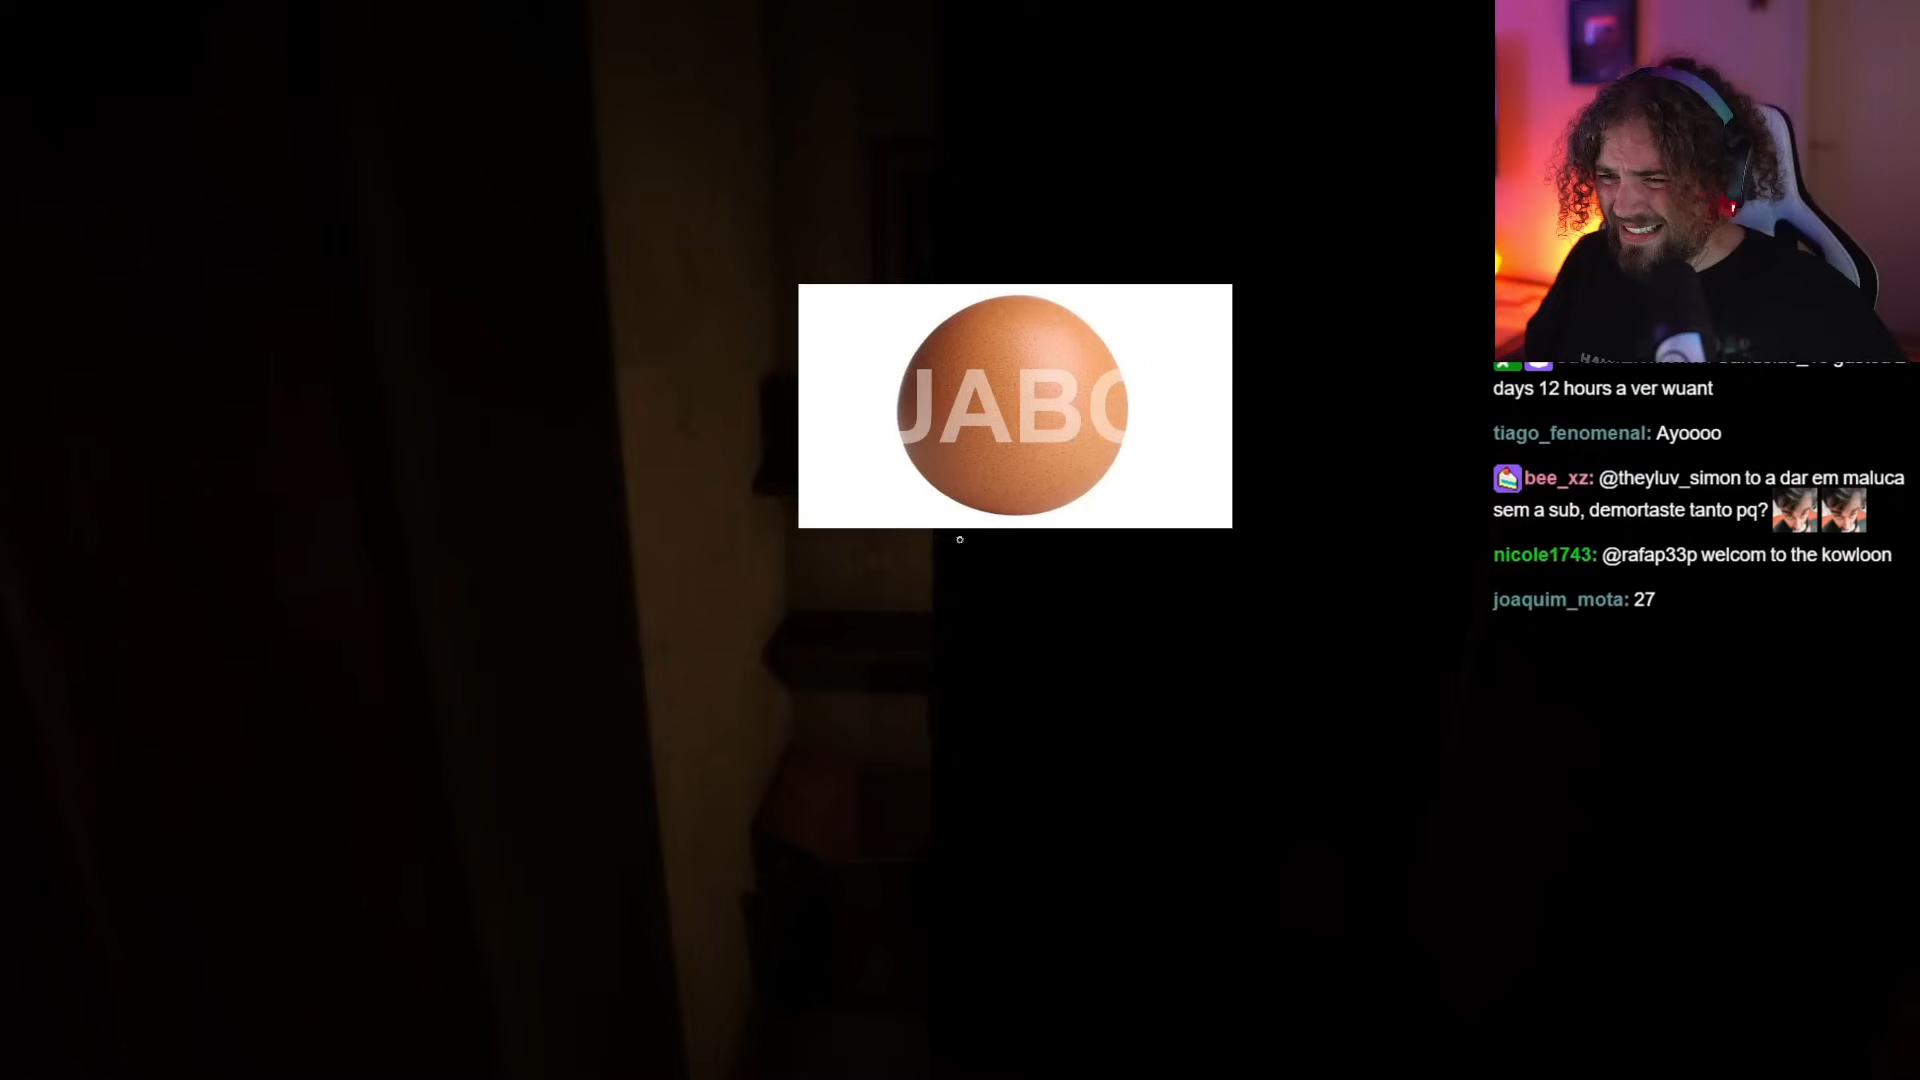 JABO
days 12 hours a ver wuant
tiago_fenomenal: Ayoooo
bee_xz: @theyluv_simon to a dar em maluca
sem a sub, demortaste tanto pq?
nicole1743: @rafap33p welcom to the kowloon
joaquim_mota: 27